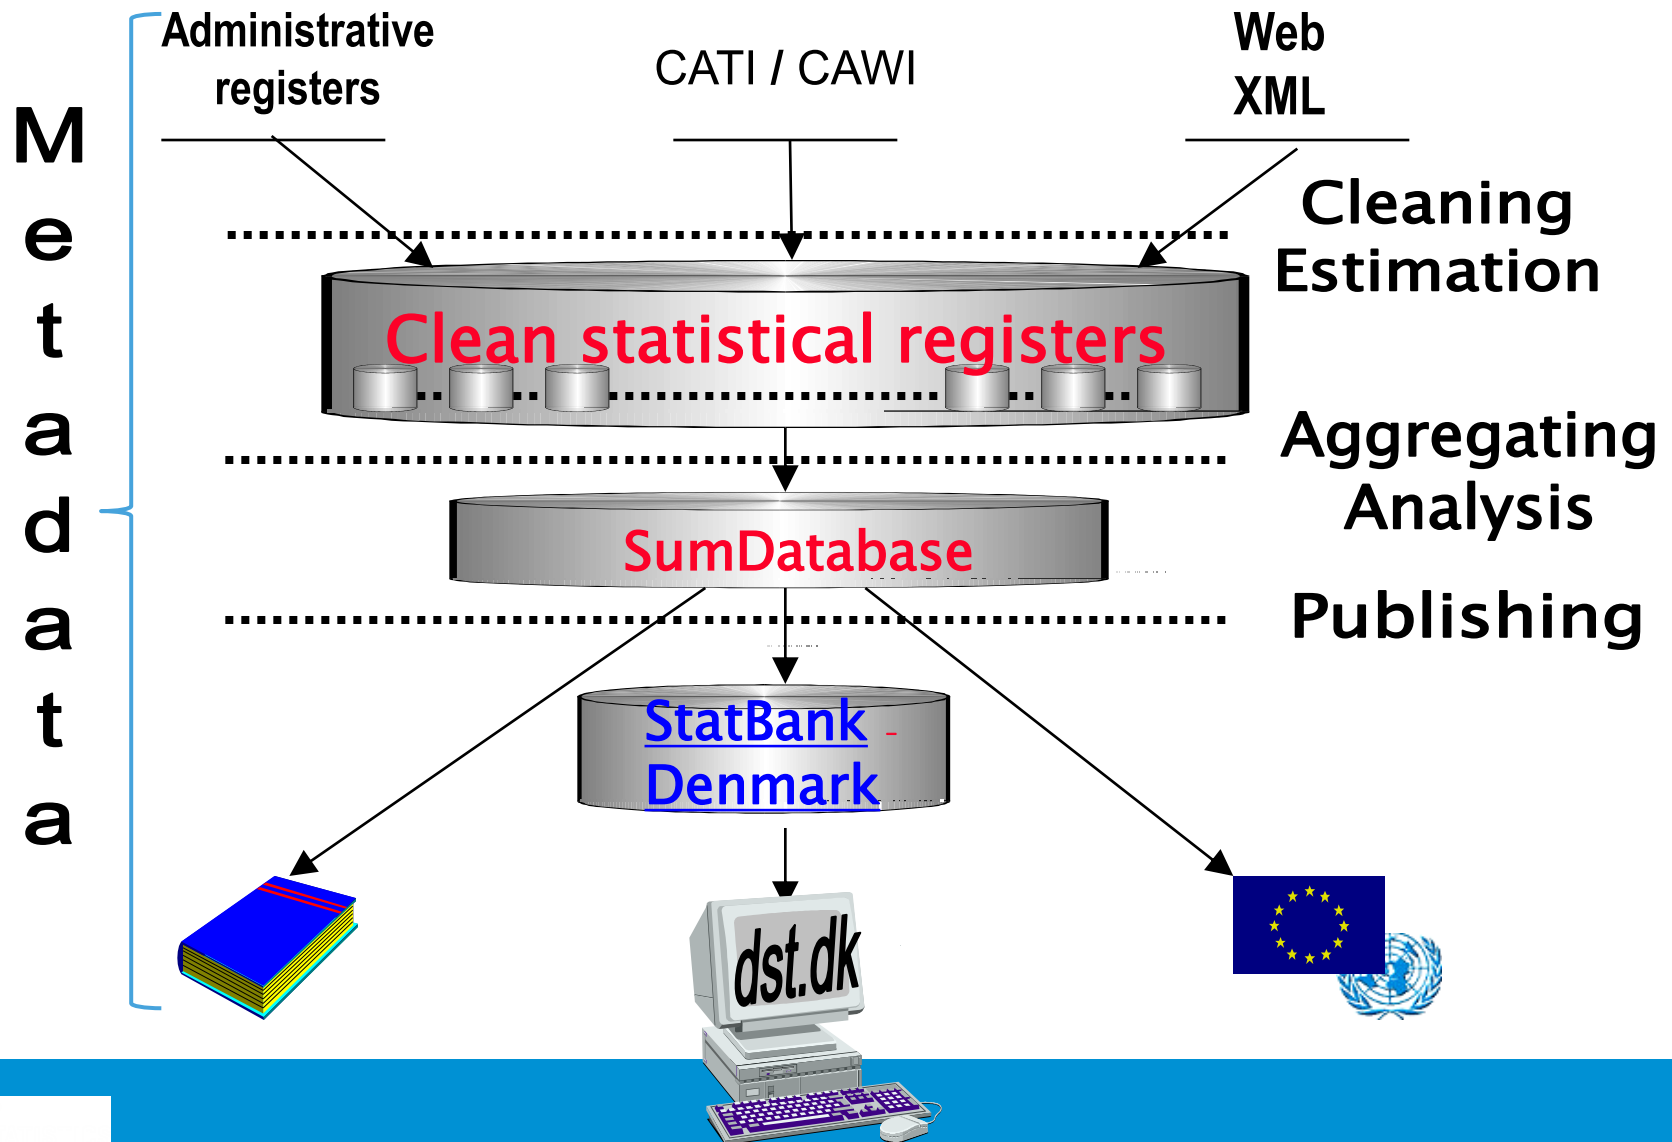 Metadata
Administrative
registers
CATI / CAWI
Web
XML
Cleaning
Estimation
Clean statistical registers
Aggregating
Analysis
SumDatabase
Publishing
StatBank -
Denmark
dst.dk